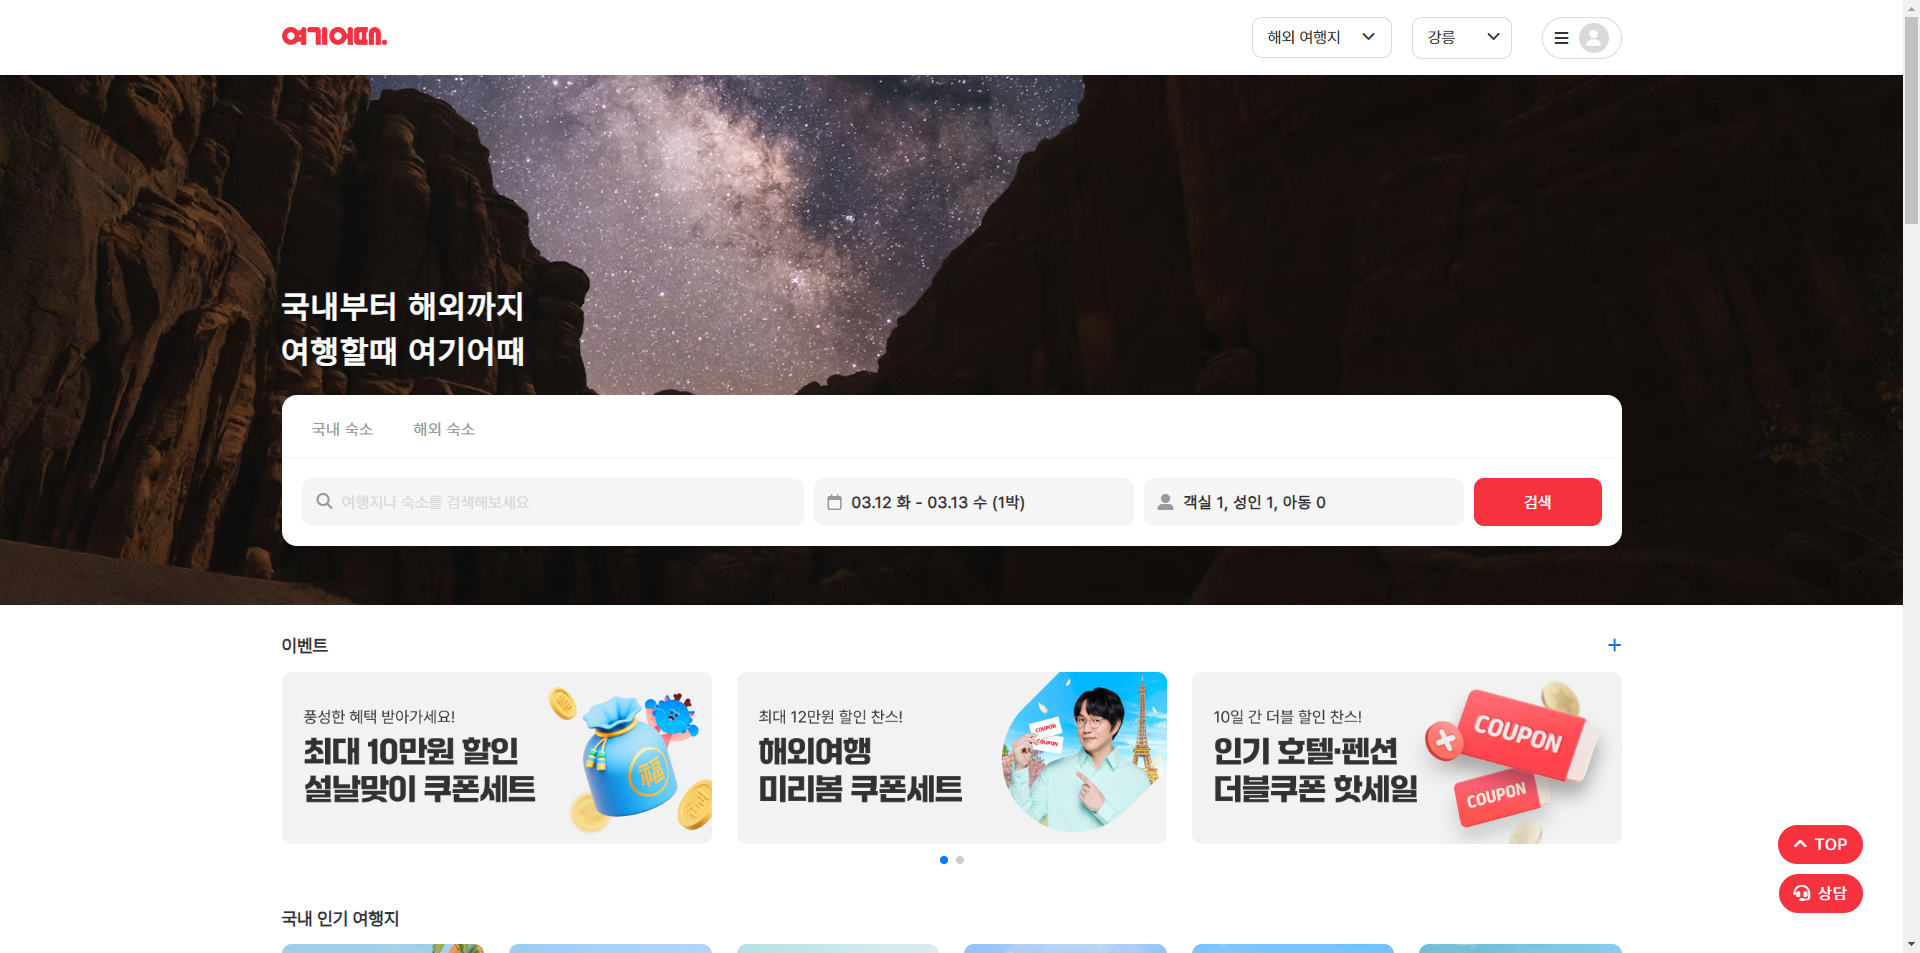 여기어때.
해외 여행지
강릉
국내부터 해외까지
여행할때 여기어때
국내 숙소
해외 숙소
여행지나 숙소를 검색해보세요
03.12 화 - 03.13 수 (1박)
객실 1, 성인 1, 아동 0
검색
이벤트
풍성한 혜택 받아가세요!
최대 10만원 할인
설날맞이 쿠폰세트
福
최대 12만원 할인 찬스!
해외여행
미리봄 쿠폰세트
COUPON
COUPON
10일 간 더블 할인 찬스!
인기 호텔·펜션
더블쿠폰 핫세일
COUPON
COUPON
TOP
상담
국내 인기 여행지